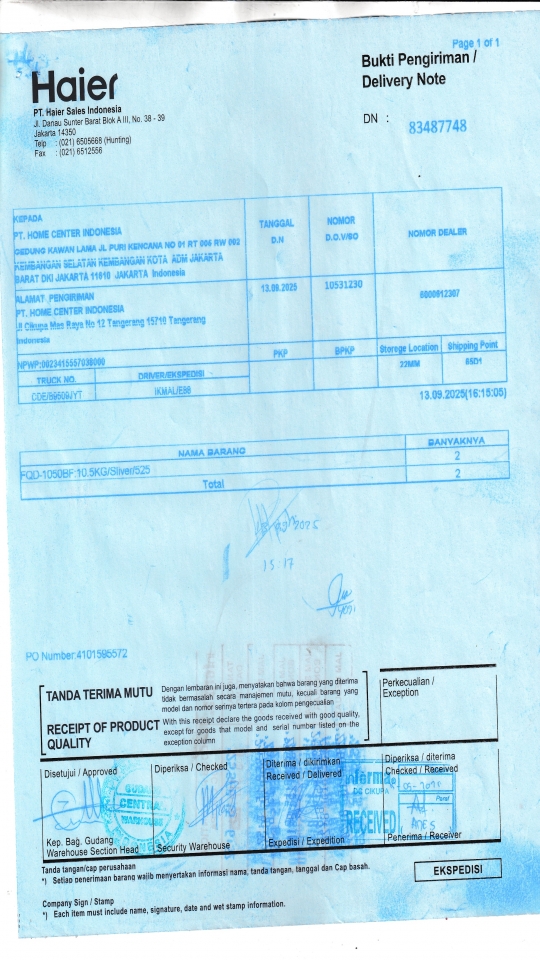 Page 1 of 1
Haier
Bukti Pengiriman /
Delivery Note
PT. Haier Sales Indonesia
Jl. Danau Sunter Barat Blok A III, No. 38 - 39
Jakarta 14350
Telp : (021) 6505668 (Hunting)
Fax : (021) 6512556
DN : 83487748
KEPADA
PT. HOME CENTER INDONESIA
GEDUNG KAWAN LAMA JL PURI KENCANA NO 01 RT 006 RW 002
KEMBANGAN SELATAN KEMBANGAN KOTA ADM JAKARTA
BARAT DKI JAKARTA 11610 JAKARTA Indonesia
TANGGAL
D.N
NOMOR
D.O.V/SO
NOMOR DEALER
ALAMAT PENGIRIMAN
PT. HOME CENTER INDONESIA
Jl Cikupa Mas Raya No 12 Tangerang 15710 Tangerang
Indonesia
13.09.2025
10531230
NPWP:
PKP
BPKP
Storege Location
Shipping Point
22MM
TRUCK NO.
DRIVER/EKSPEDISI
13.09.2025(16:15:05)
NAMA BARANG
BANYAKNYA
FQD-1050BF:10.5KG/Silver/525
2
Total
2
2025
15:17
PO Number:4101595572
TANDA TERIMA MUTU
Dengan lembaran ini juga, menyatakan bahwa barang yang diterima
tidak bermasalah secara manajemen mutu, kecuali barang yang
model dan nomor serinya tertera pada kolom pengecualian
RECEIPT OF PRODUCT
QUALITY
With this receipt declare the goods received with good quality,
except for goods that model and serial number listed on the
exception column
Perkecualian /
Exception
Disetujui / Approved
Diperiksa / Checked
Diterima / dikirimkan
Received / Delivered
Diperiksa / diterima
Checked / Received
GUDANG
CENTRAL
WAREHOUSE
informa
DC CIKUPA
RECEIVED
Paraf
ADES
Kep. Bag. Gudang
Warehouse Section Head
Security Warehouse
Expedisi / Expedition
Penerima / Receiver
Tanda tangan/cap perusahaan
*) Setiap penerimaan barang wajib menyertakan informasi nama, tanda tangan, tanggal dan Cap basah.
EKSPEDISI
Company Sign / Stamp
*) Each item must include name, signature, date and wet stamp information.